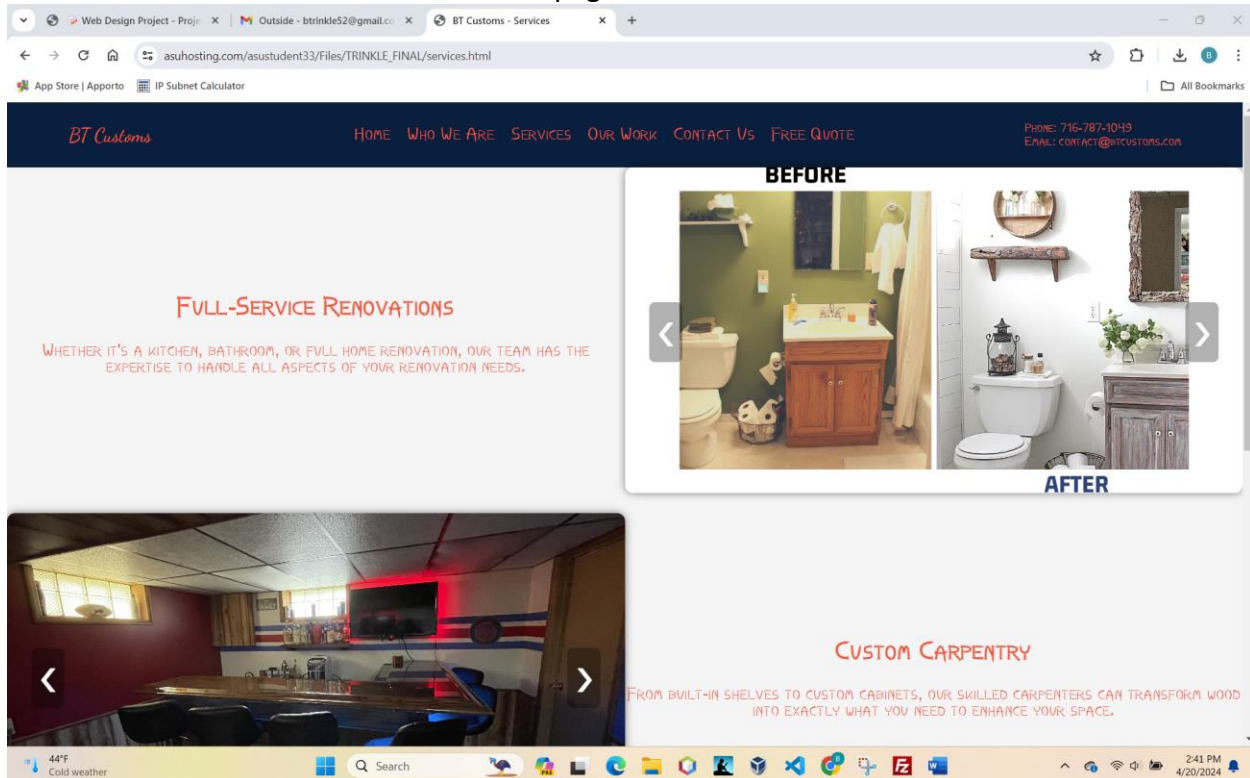 Web Design Project - Proje
Outside - btrinkle52@gmail.co
BT Customs - Services
asuhosting.com/asustudent33/Files/TRINKLE_FINAL/services.html
B
App Store | Apporto
IP Subnet Calculator
All Bookmarks
BT Customs
Home Who We Are Services Our Work Contact Us Free Quote
Phone: 716-787-1049
Email: contact@btcustoms.com
BEFORE
Full-Service Renovations
Whether it's a kitchen, bathroom, or full home renovation, our team has the
expertise to handle all aspects of your renovation needs.
AFTER
Custom Carpentry
From built-in shelves to custom cabinets, our skilled carpenters can transform wood
into exactly what you need to enhance your space.
44°F
Cold weather
Search
2:41 PM
4/20/2024